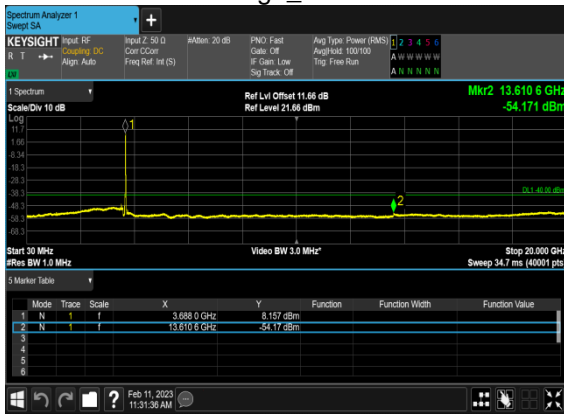 Spectrum Analyzer 1
Swept SA
KEYSIGHT Input: RF Input Z: 50 Ω #Atten: 20 dB PNO: Fast Avg Type: Power (RMS) 1 2 3 4 5 6
R T Coupling: DC Corr CCorr Gate: Off Avg|Hold: 100/100 A W W W W W
Align: Auto Freq Ref: Int (S) IF Gain: Low Trig: Free Run
Sig Track: Off A N N N N N
1 Spectrum Ref Lvl Offset 11.66 dB Mkr2 13.610 6 GHz
Scale/Div 10 dB Ref Level 21.66 dBm -54.171 dBm
Log
1
11.7
1.66
-8.34
-18.3
-28.3
-38.3 DL1 -40.00 dBm
2
-48.3
-58.3
-68.3
Start 30 MHz Video BW 3.0 MHz* Stop 20.000 GHz
#Res BW 1.0 MHz Sweep 34.7 ms (40001 pts)
5 Marker Table
Mode Trace Scale X Y Function Function Width Function Value
1 N 1 f 3.688 0 GHz 8.157 dBm
2 N 1 f 13.610 6 GHz -54.17 dBm
3
4
5
6
? Feb 11, 2023
11:31:36 AM